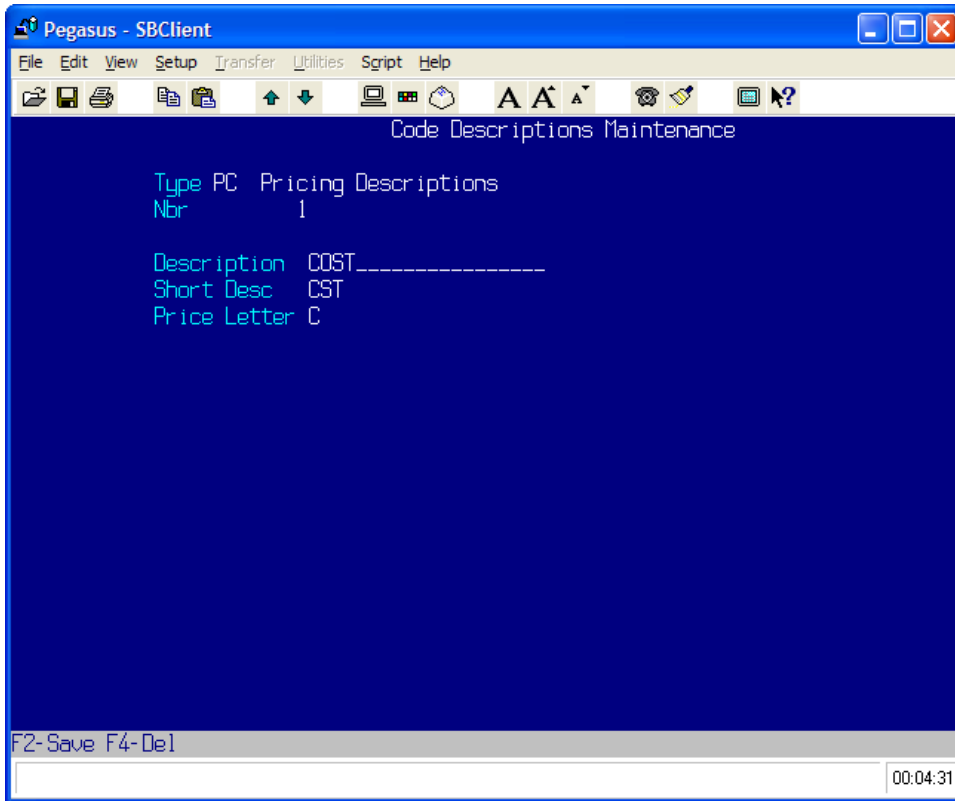 Pegasus - SBClient
File Edit View Setup Transfer Utilities Script Help
A A A ?
Code Descriptions Maintenance
Type PC Pricing Descriptions
Nbr 1
Description COST________________
Short Desc CST
Price Letter C
F2-Save F4-Del
00:04:31